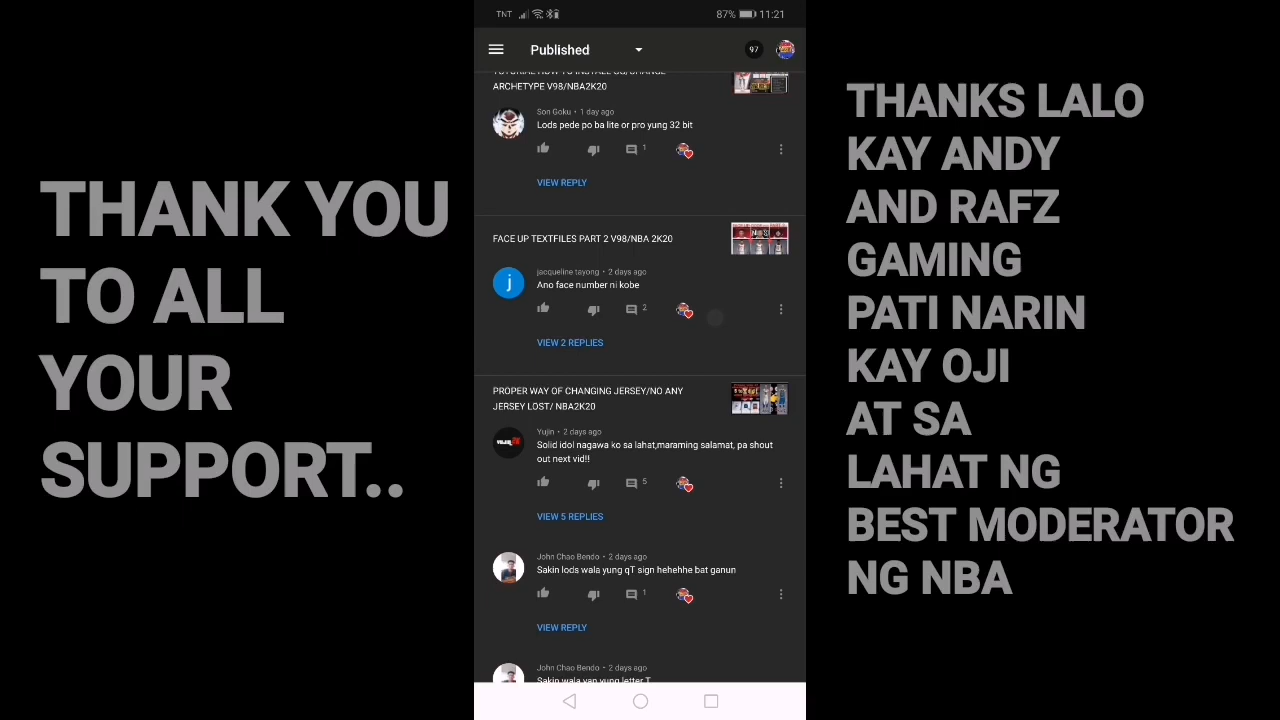 THANK YOU
TO ALL
YOUR
SUPPORT..
TNT
87% 11:21
Published
97
ARCHETYPE V98/NBA2K20
Son Goku • 1 day ago
Lods pede po ba lite or pro yung 32 bit
1
VIEW REPLY
FACE UP TEXTFILES PART 2 V98/NBA 2K20
j
jacqueline tayong • 2 days ago
Ano face number ni kobe
2
VIEW 2 REPLIES
PROPER WAY OF CHANGING JERSEY/NO ANY
JERSEY LOST/ NBA2K20
Yujin • 2 days ago
Solid idol nagawa ko sa lahat,maraming salamat, pa shout
out next vid!!
5
VIEW 5 REPLIES
John Chao Bendo • 2 days ago
Sakin lods wala yung qT sign hehehhe bat ganun
1
VIEW REPLY
John Chao Bendo • 2 days ago
THANKS LALO
KAY ANDY
AND RAFZ
GAMING
PATI NARIN
KAY OJI
AT SA
LAHAT NG
BEST MODERATOR
NG NBA